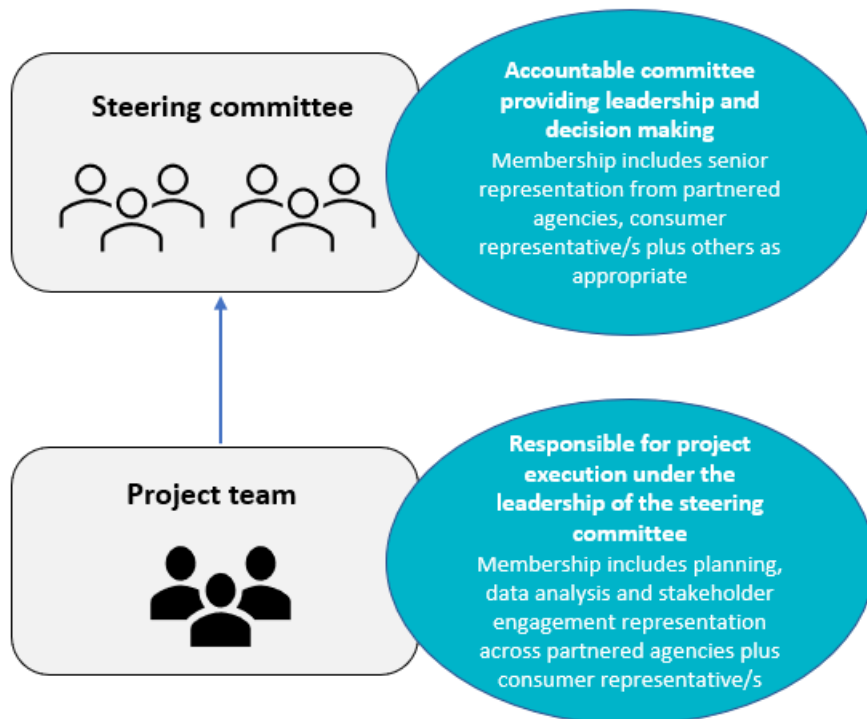 Steering committee
Accountable committee
providing leadership and
decision making
Membership includes senior
representation from partnered
agencies, consumer
representative/s plus others as
appropriate
Project team
Responsible for project
execution under the
leadership of the steering
committee
Membership includes planning,
data analysis and stakeholder
engagement representation
across partnered agencies plus
consumer representative/s